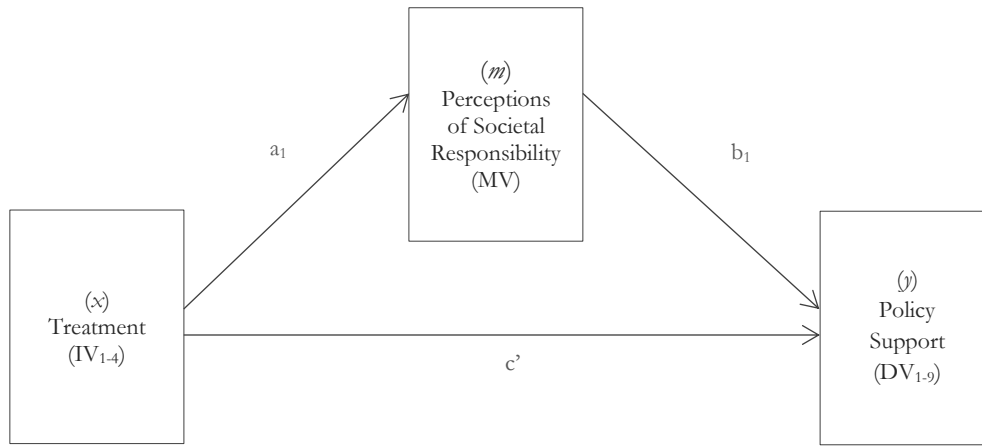 (m)
Perceptions
of Societal
Responsibility
(MV)
a₁
b₁
(x)
Treatment
(IV₁₋₄)
(y)
Policy
Support
(DV₁₋₉)
c’